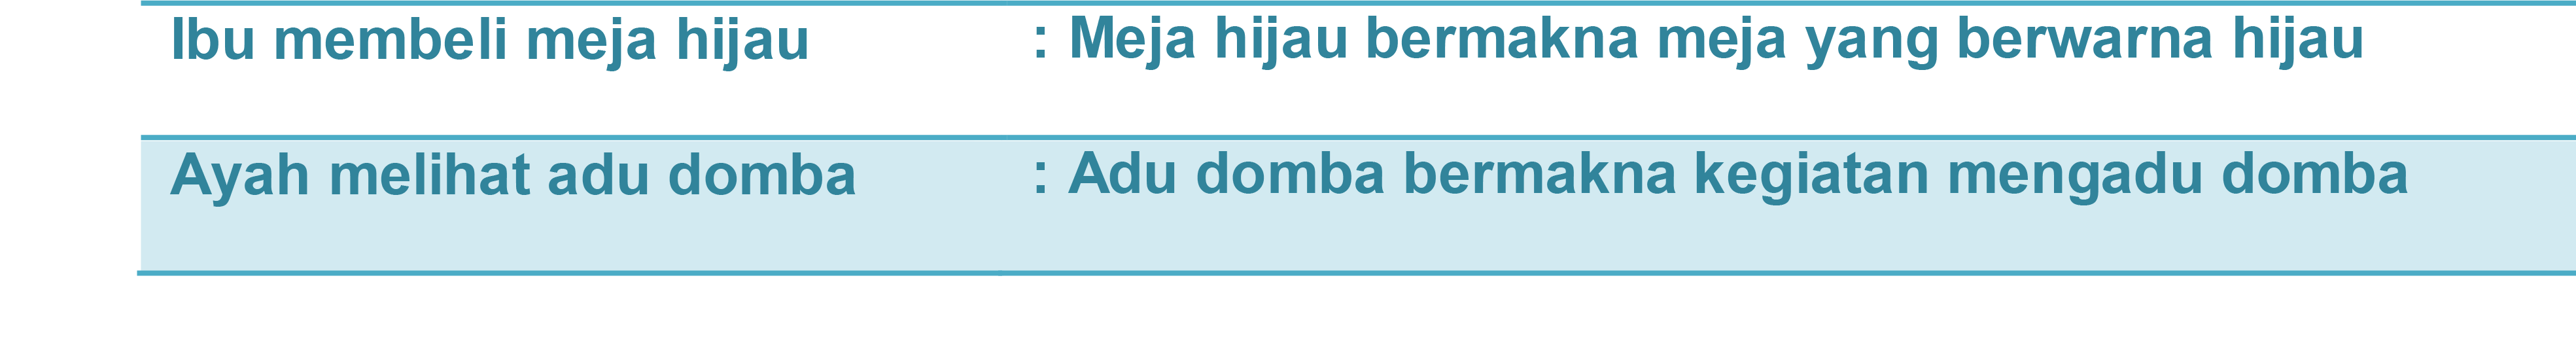 Ibu membeli meja hijau : Meja hijau bermakna meja yang berwarna hijau
Ayah melihat adu domba : Adu domba bermakna kegiatan mengadu domba